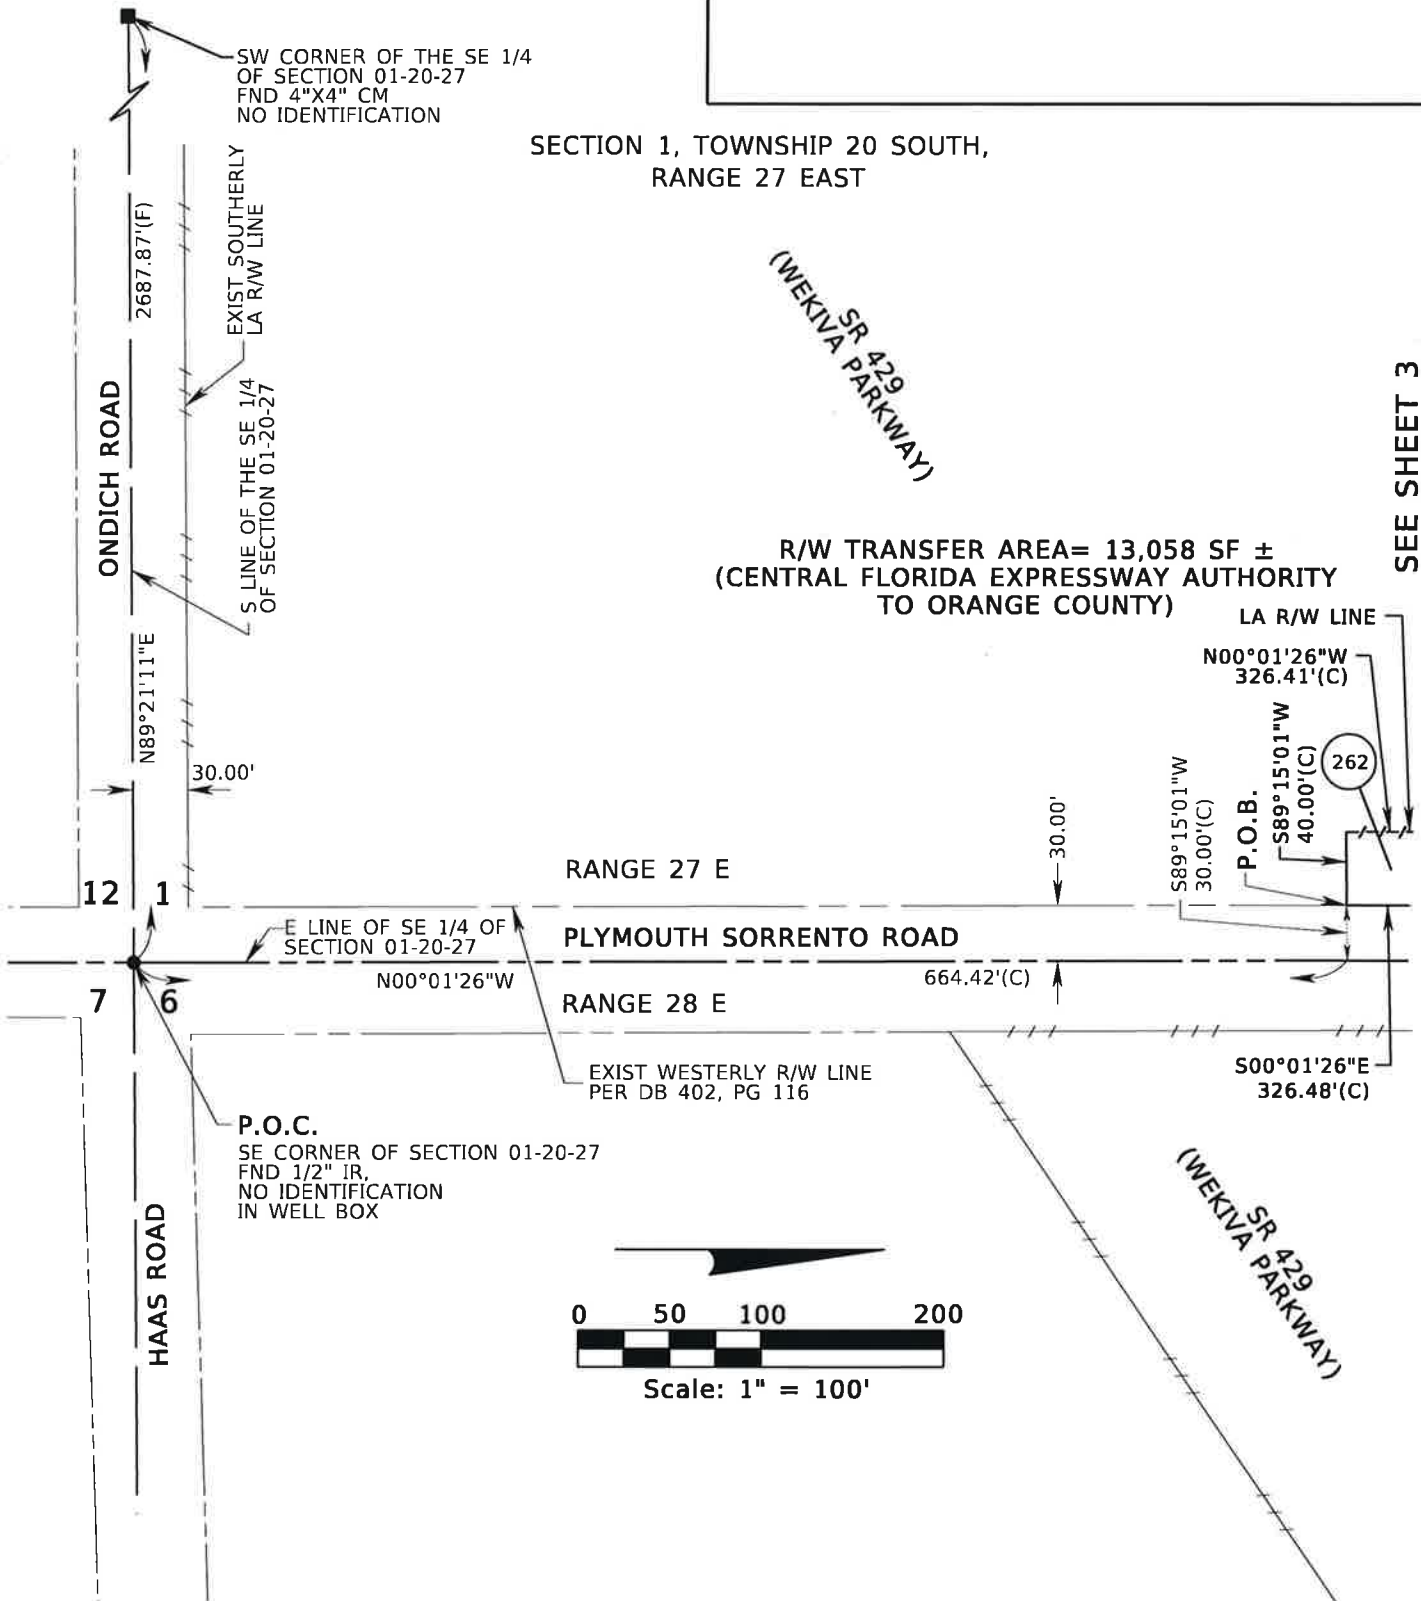 SW CORNER OF THE SE 1/4
OF SECTION 01-20-27
FND 4"X4" CM
NO IDENTIFICATION
SECTION 1, TOWNSHIP 20 SOUTH,
RANGE 27 EAST
2687.87'(F)
EXIST SOUTHERLY
LA R/W LINE
SR 429
(WEKIVA PARKWAY)
ONDICH ROAD
S LINE OF THE SE 1/4
OF SECTION 01-20-27
SEE SHEET 3
R/W TRANSFER AREA= 13,058 SF ±
(CENTRAL FLORIDA EXPRESSWAY AUTHORITY
TO ORANGE COUNTY)
LA R/W LINE
N00°01'26"W
326.41'(C)
N89°21'11"E
30.00'
S89°15'01"W
40.00'(C)
262
S89°15'01"W
30.00'(C)
P.O.B.
30.00'
RANGE 27 E
12 1
E LINE OF SE 1/4 OF
SECTION 01-20-27
PLYMOUTH SORRENTO ROAD
N00°01'26"W
664.42'(C)
7 6
RANGE 28 E
EXIST WESTERLY R/W LINE
PER DB 402, PG 116
S00°01'26"E
326.48'(C)
P.O.C.
SE CORNER OF SECTION 01-20-27
FND 1/2" IR,
NO IDENTIFICATION
IN WELL BOX
HAAS ROAD
SR 429
(WEKIVA PARKWAY)
0 50 100 200
Scale: 1" = 100'